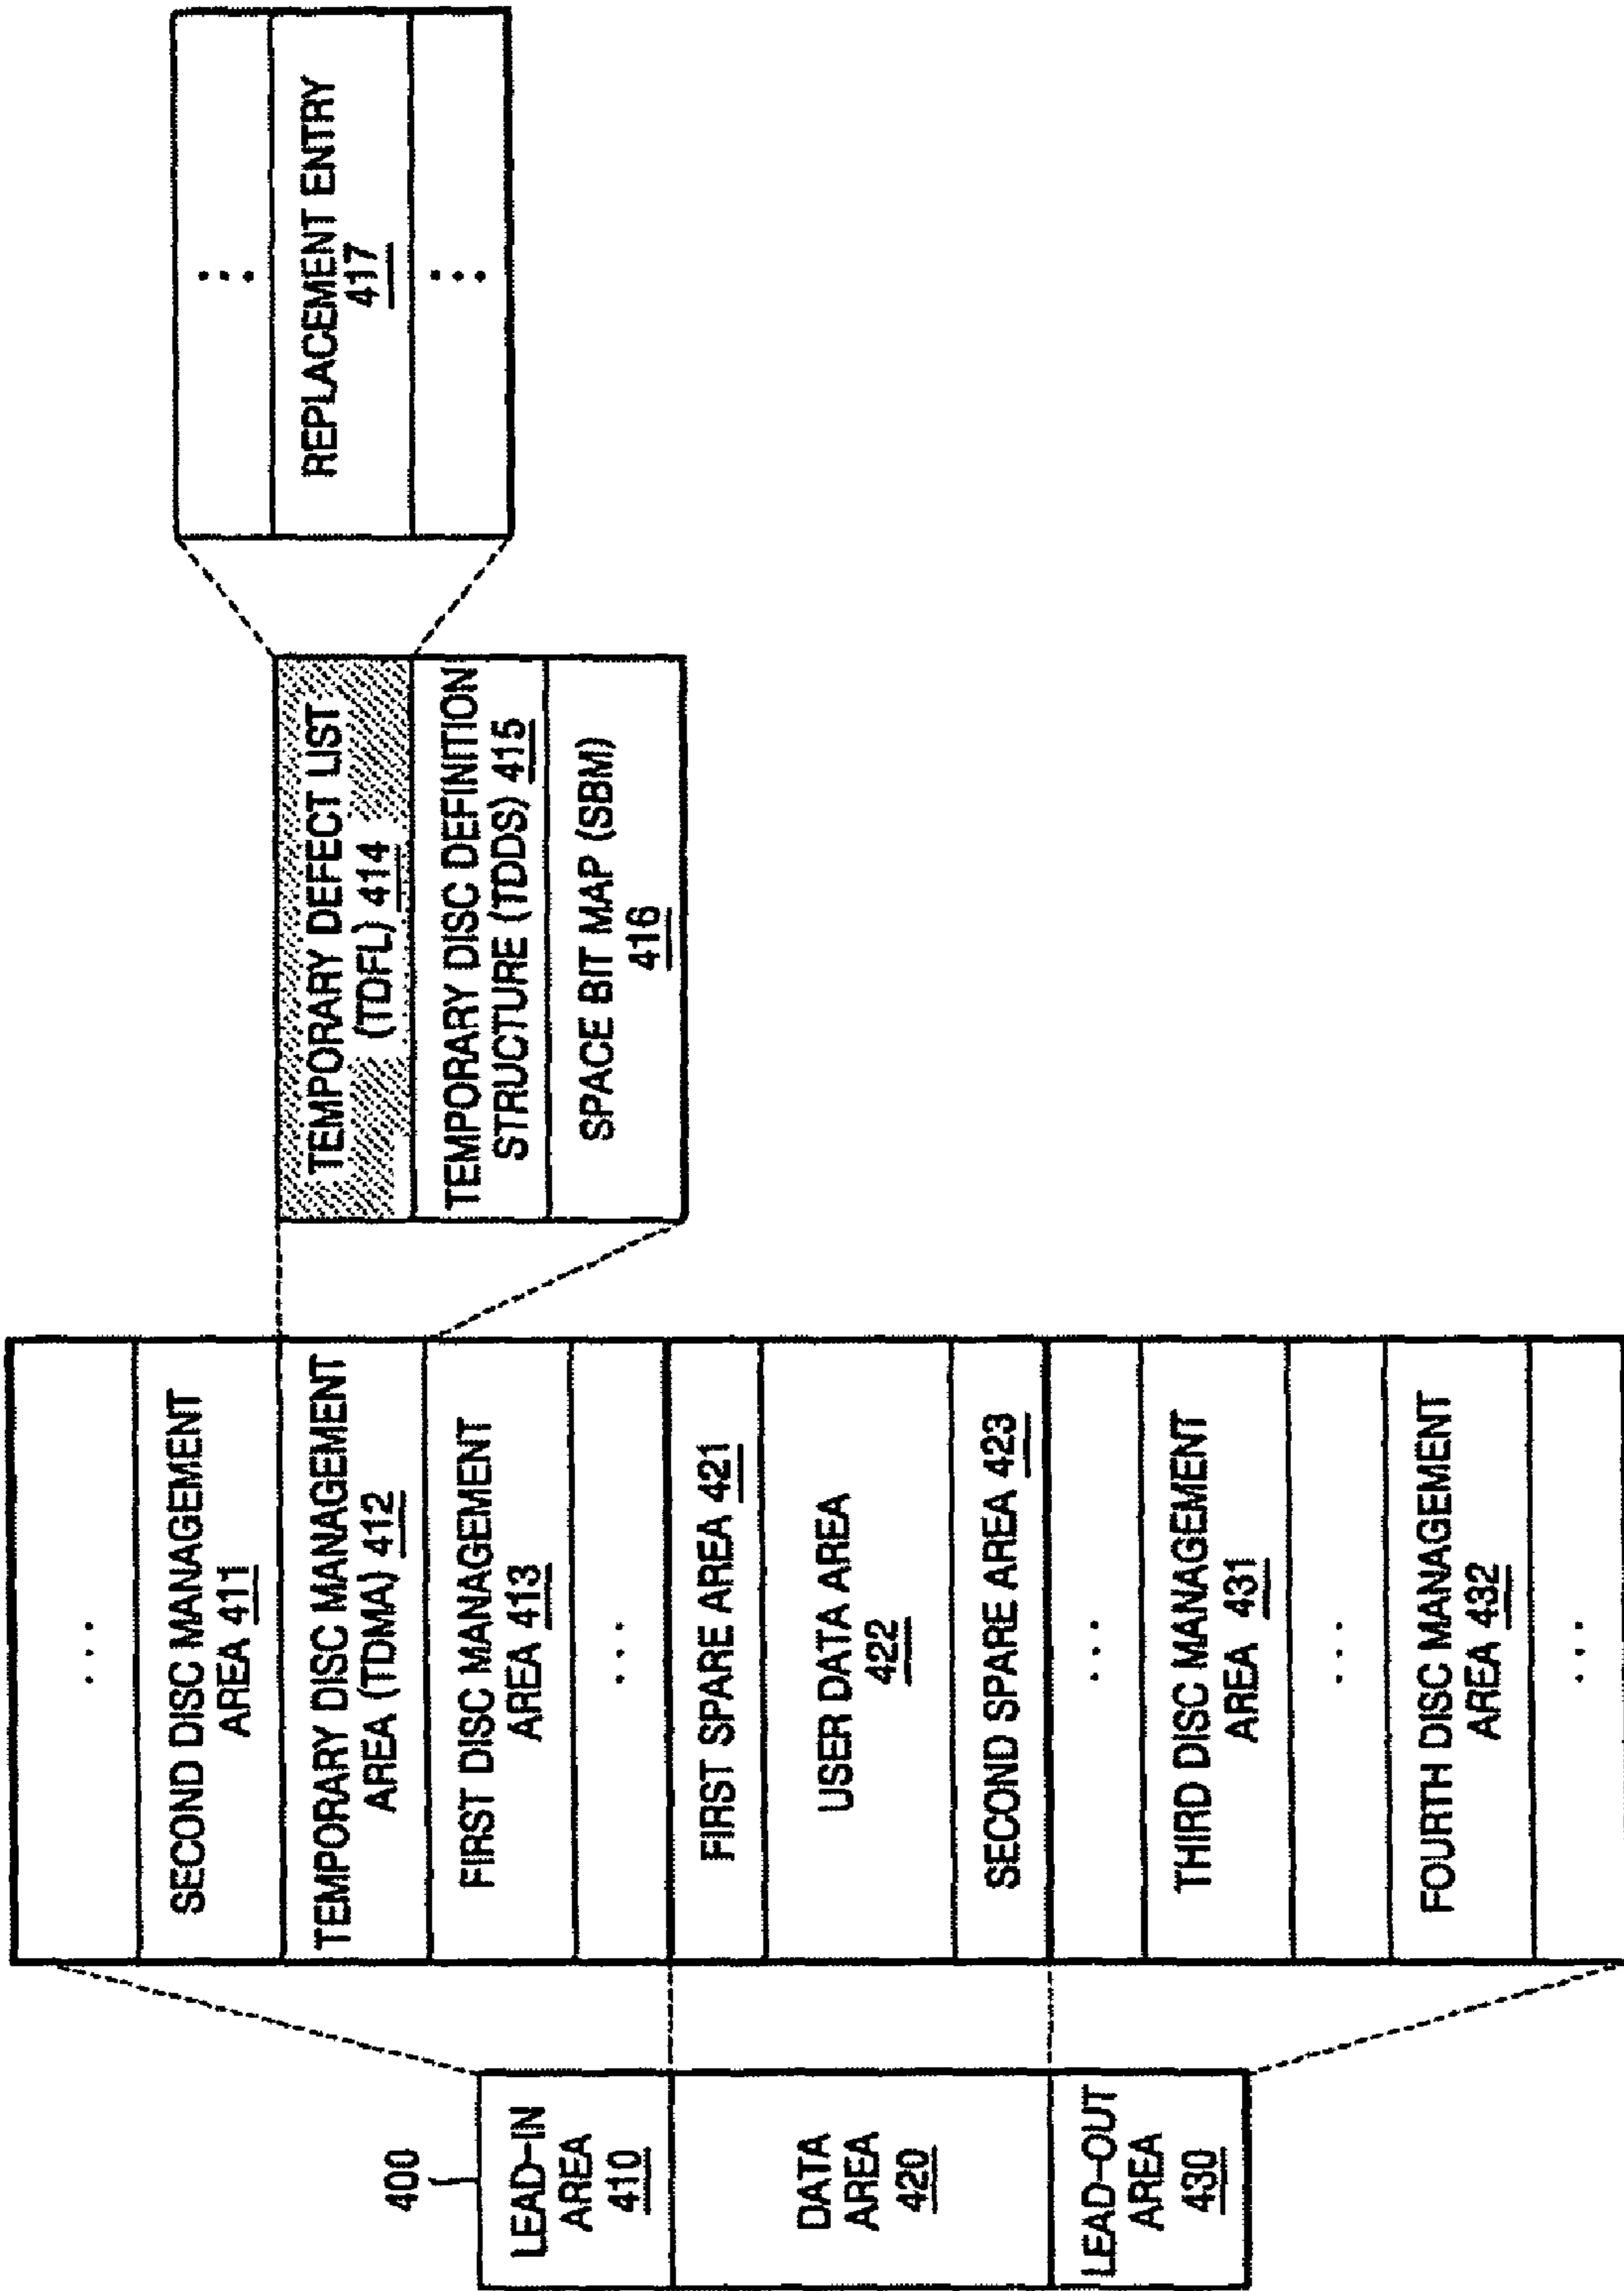 400
LEAD-IN
AREA
410
DATA
AREA
420
LEAD-OUT
AREA
430
...
SECOND DISC MANAGEMENT
AREA 411
TEMPORARY DISC MANAGEMENT
AREA (TDMA) 412
FIRST DISC MANAGEMENT
AREA 413
...
FIRST SPARE AREA 421
USER DATA AREA
422
SECOND SPARE AREA 423
...
THIRD DISC MANAGEMENT
AREA 431
...
FOURTH DISC MANAGEMENT
AREA 432
...
TEMPORARY DEFECT LIST
(TDFL) 414
TEMPORARY DISC DEFINITION
STRUCTURE (TDDS) 415
SPACE BIT MAP (SBM)
416
...
REPLACEMENT ENTRY
417
...